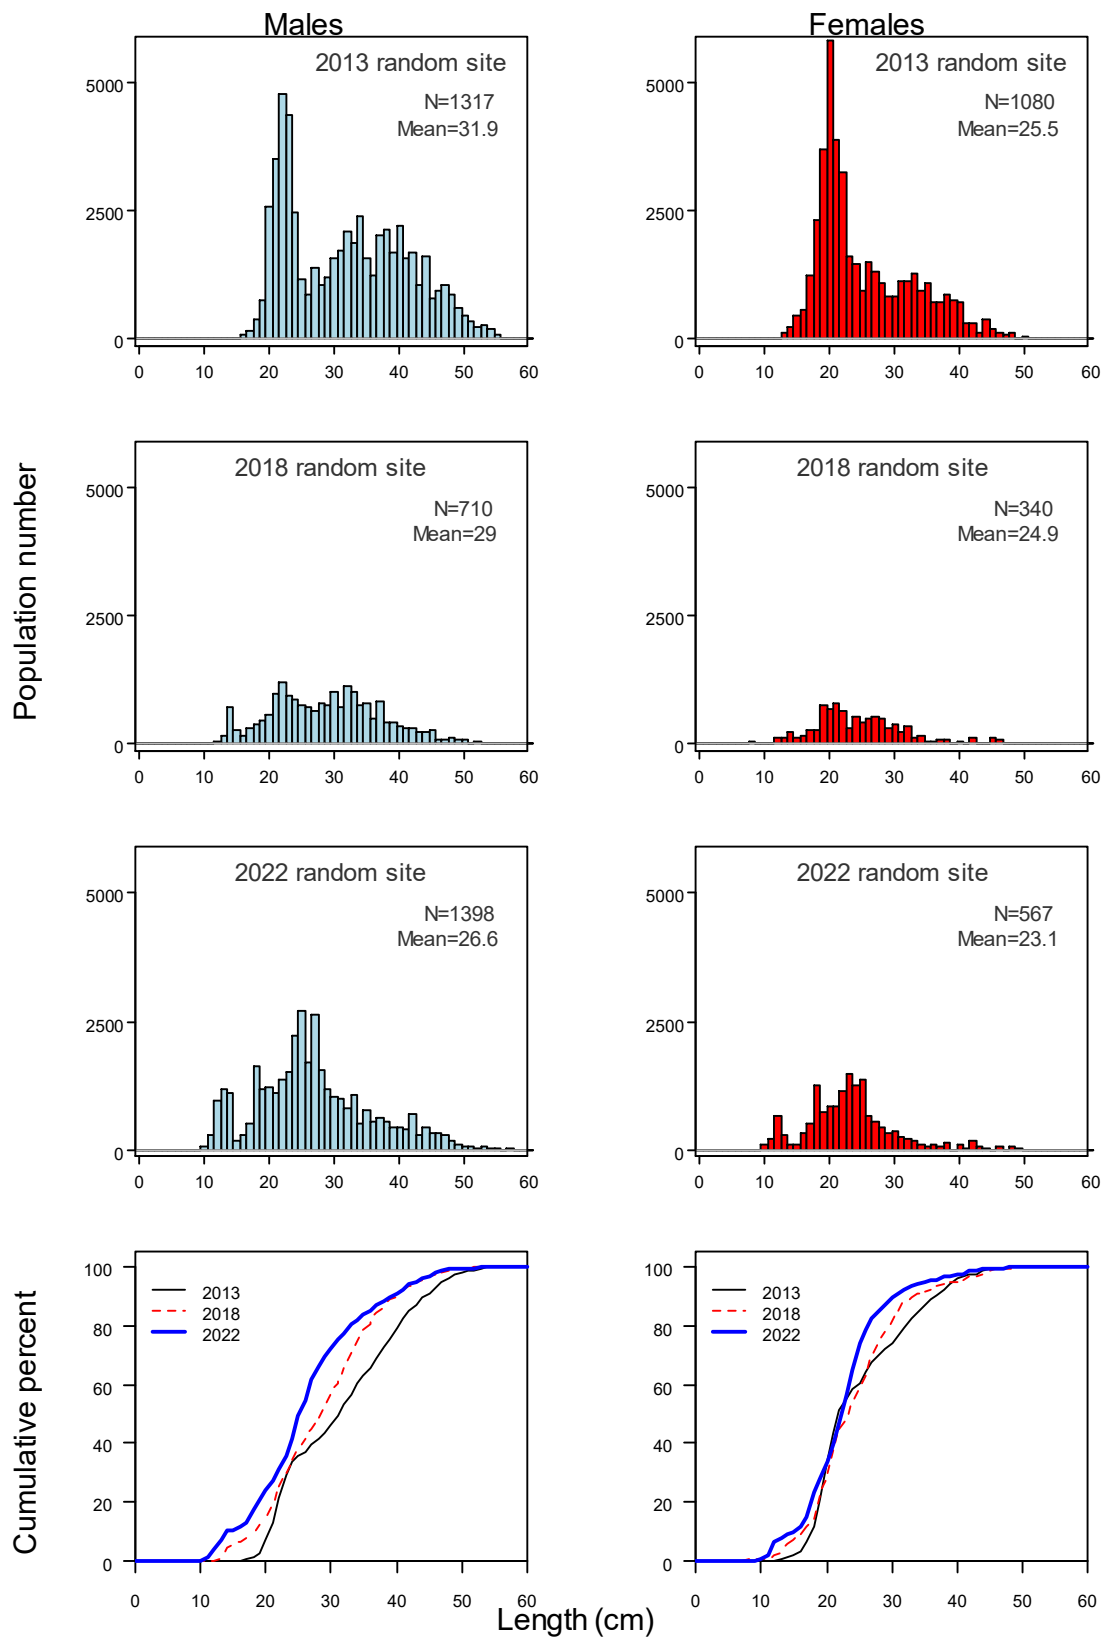 Males
Females
2013 random site
N=1317
Mean=31.9
5000
2500
0
0 10 20 30 40 50 60
2013 random site
N=1080
Mean=25.5
5000
2500
0
0 10 20 30 40 50 60
Population number
2018 random site
N=710
Mean=29
5000
2500
0
0 10 20 30 40 50 60
2018 random site
N=340
Mean=24.9
5000
2500
0
0 10 20 30 40 50 60
2022 random site
N=1398
Mean=26.6
5000
2500
0
0 10 20 30 40 50 60
2022 random site
N=567
Mean=23.1
5000
2500
0
0 10 20 30 40 50 60
Cumulative percent
100
80
60
40
20
0
2013
2018
2022
0 10 20 30 40 50 60
100
80
60
40
20
0
2013
2018
2022
0 10 20 30 40 50 60
Length (cm)